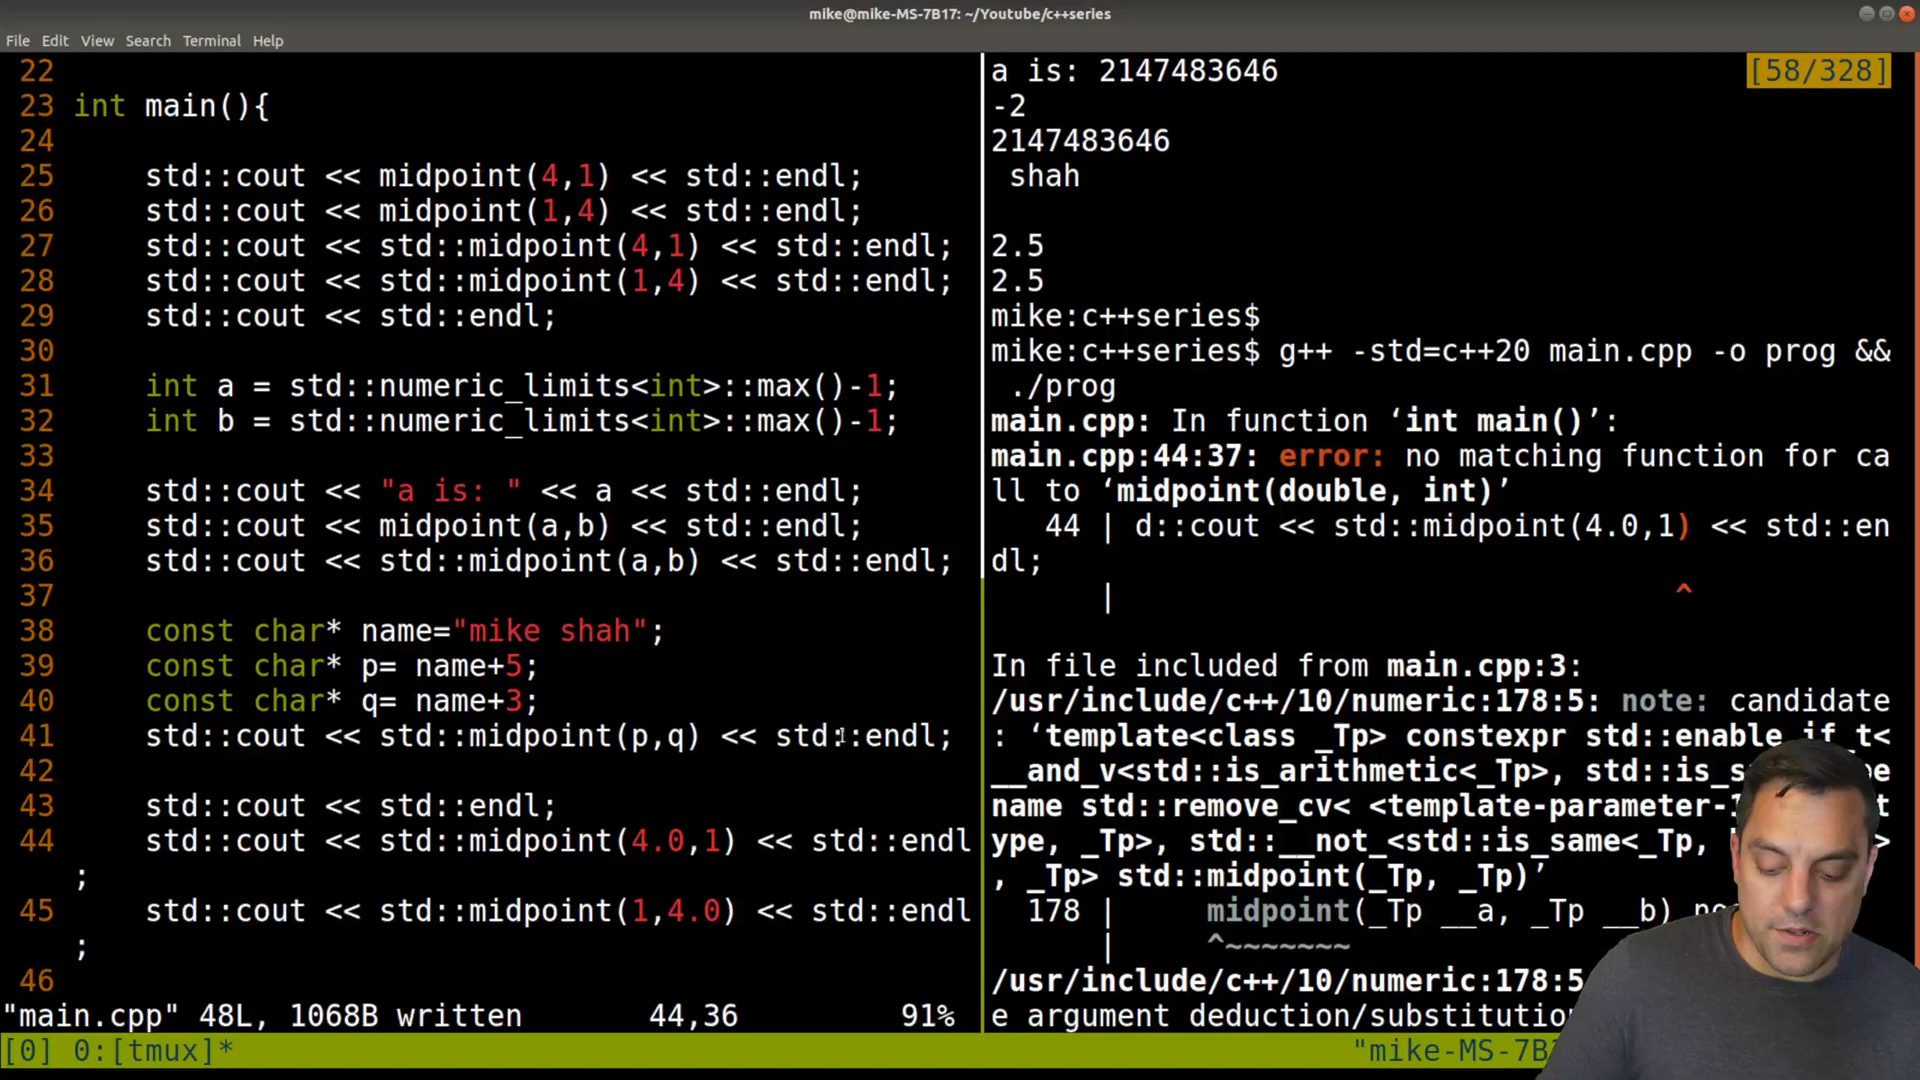 mike@mike-MS-7B17: ~/Youtube/c++series
File Edit View Search Terminal Help
22
23 int main(){
24
25 std::cout << midpoint(4,1) << std::endl;
26 std::cout << midpoint(1,4) << std::endl;
27 std::cout << std::midpoint(4,1) << std::endl;
28 std::cout << std::midpoint(1,4) << std::endl;
29 std::cout << std::endl;
30
31 int a = std::numeric_limits<int>::max()-1;
32 int b = std::numeric_limits<int>::max()-1;
33
34 std::cout << "a is: " << a << std::endl;
35 std::cout << midpoint(a,b) << std::endl;
36 std::cout << std::midpoint(a,b) << std::endl;
37
38 const char* name="mike shah";
39 const char* p= name+5;
40 const char* q= name+3;
41 std::cout << std::midpoint(p,q) << std::endl;
42
43 std::cout << std::endl;
44 std::cout << std::midpoint(4.0,1) << std::endl
;
45 std::cout << std::midpoint(1,4.0) << std::endl
;
46
"main.cpp" 48L, 1068B written 44,36 91%
a is: 2147483646 [58/328]
-2
2147483646
shah
2.5
2.5
mike:c++series$
mike:c++series$ g++ -std=c++20 main.cpp -o prog &&
./prog
main.cpp: In function ‘int main()’:
main.cpp:44:37: error: no matching function for ca
ll to ‘midpoint(double, int)’
44 | d::cout << std::midpoint(4.0,1) << std::en
dl;
| ^
In file included from main.cpp:3:
/usr/include/c++/10/numeric:178:5: note: candidate
: ‘template<class _Tp> constexpr std::enable_if_t<
__and_v<std::is_arithmetic<_Tp>,
name std::remove_cv<
ype, _Tp>, std::__not_<std::is_same<_Tp,
, _Tp> std::midpoint(_Tp, _Tp)’
178 | midpoint(_Tp __a, _Tp __b)
| ^~~~~~~~
/usr/include/c++/10/numeric:178:5
e argument
[0] 0:[tmux]*